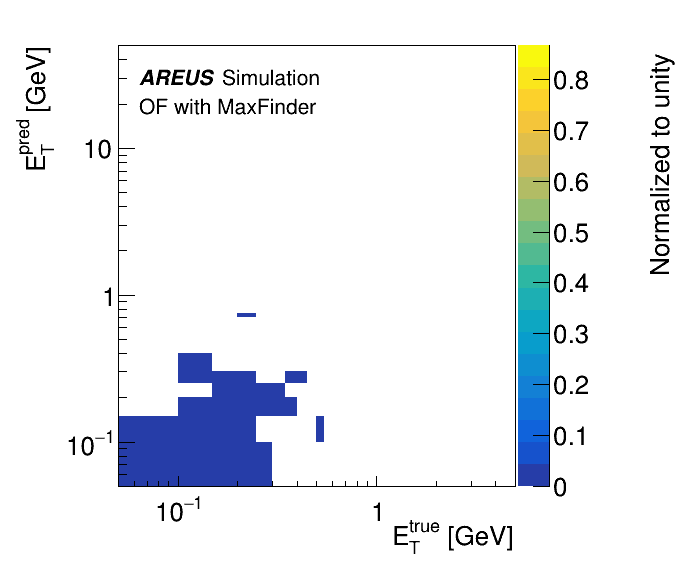 AREUS Simulation
OF with MaxFinder
E_T^pred [GeV]
10
1
10^−1
10^−1
1
E_T^true [GeV]
0.8
0.7
0.6
0.5
0.4
0.3
0.2
0.1
0
Normalized to unity